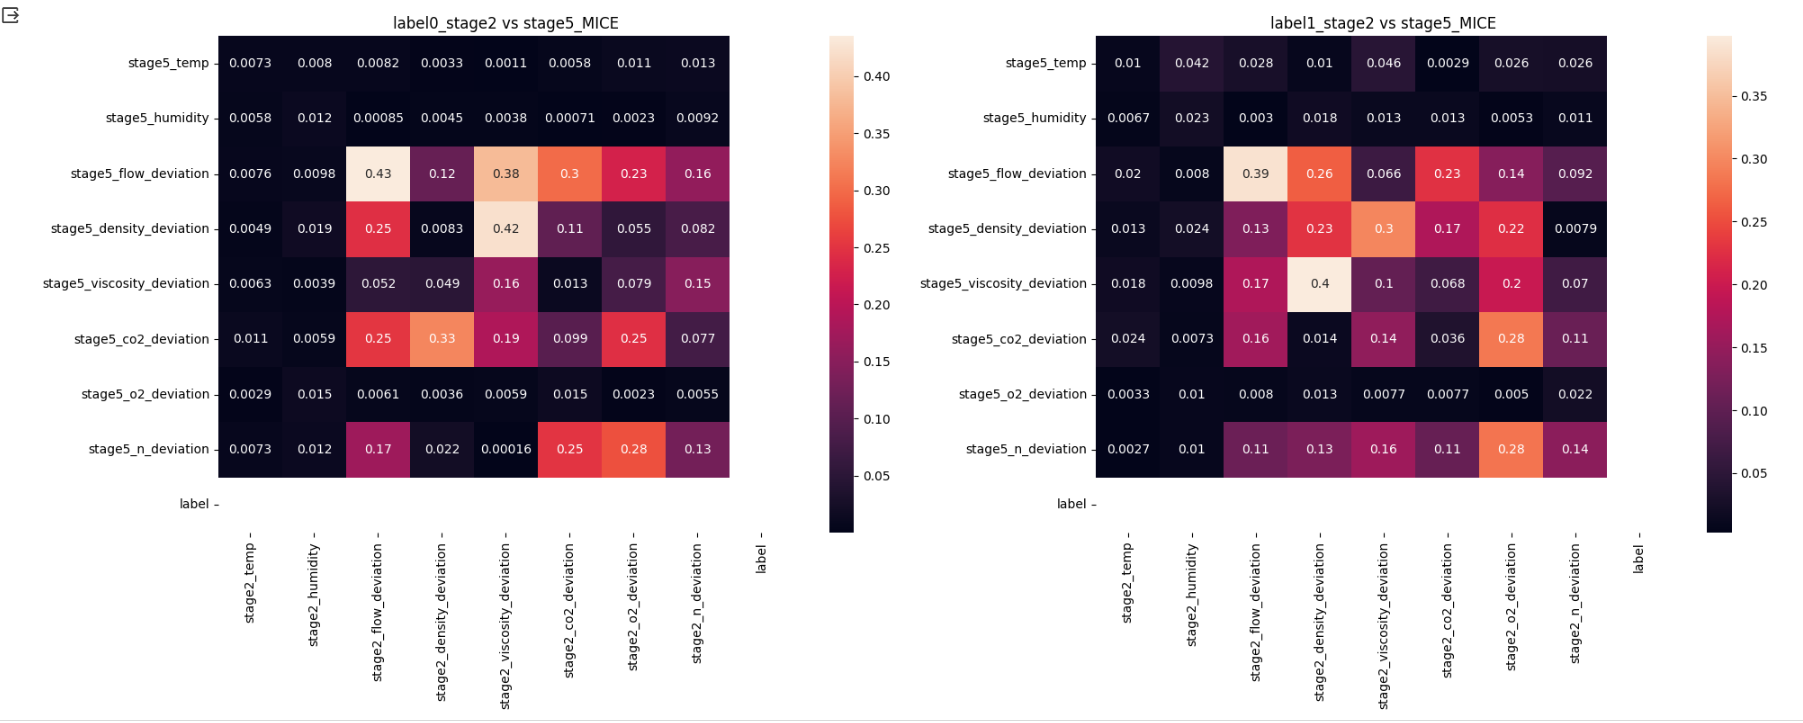 label0_stage2 vs stage5_MICE
stage5_temp 0.0073 0.008 0.0082 0.0033 0.0011 0.0058 0.011 0.013
stage5_humidity 0.0058 0.012 0.00085 0.0045 0.0038 0.00071 0.0023 0.0092
stage5_flow_deviation 0.0076 0.0098 0.43 0.12 0.38 0.3 0.23 0.16
stage5_density_deviation 0.0049 0.019 0.25 0.0083 0.42 0.11 0.055 0.082
stage5_viscosity_deviation 0.0063 0.0039 0.052 0.049 0.16 0.013 0.079 0.15
stage5_co2_deviation 0.011 0.0059 0.25 0.33 0.19 0.099 0.25 0.077
stage5_o2_deviation 0.0029 0.015 0.0061 0.0036 0.0059 0.015 0.0023 0.0055
stage5_n_deviation 0.0073 0.012 0.17 0.022 0.00016 0.25 0.28 0.13
label
stage2_temp
stage2_humidity
stage2_flow_deviation
stage2_density_deviation
stage2_viscosity_deviation
stage2_co2_deviation
stage2_o2_deviation
stage2_n_deviation
label
0.40
0.35
0.30
0.25
0.20
0.15
0.10
0.05
label1_stage2 vs stage5_MICE
stage5_temp 0.01 0.042 0.028 0.01 0.046 0.0029 0.026 0.026
stage5_humidity 0.0067 0.023 0.003 0.018 0.013 0.013 0.0053 0.011
stage5_flow_deviation 0.02 0.008 0.39 0.26 0.066 0.23 0.14 0.092
stage5_density_deviation 0.013 0.024 0.13 0.23 0.3 0.17 0.22 0.0079
stage5_viscosity_deviation 0.018 0.0098 0.17 0.4 0.1 0.068 0.2 0.07
stage5_co2_deviation 0.024 0.0073 0.16 0.014 0.14 0.036 0.28 0.11
stage5_o2_deviation 0.0033 0.01 0.008 0.013 0.0077 0.0077 0.005 0.022
stage5_n_deviation 0.0027 0.01 0.11 0.13 0.16 0.11 0.28 0.14
label
stage2_temp
stage2_humidity
stage2_flow_deviation
stage2_density_deviation
stage2_viscosity_deviation
stage2_co2_deviation
stage2_o2_deviation
stage2_n_deviation
label
0.35
0.30
0.25
0.20
0.15
0.10
0.05